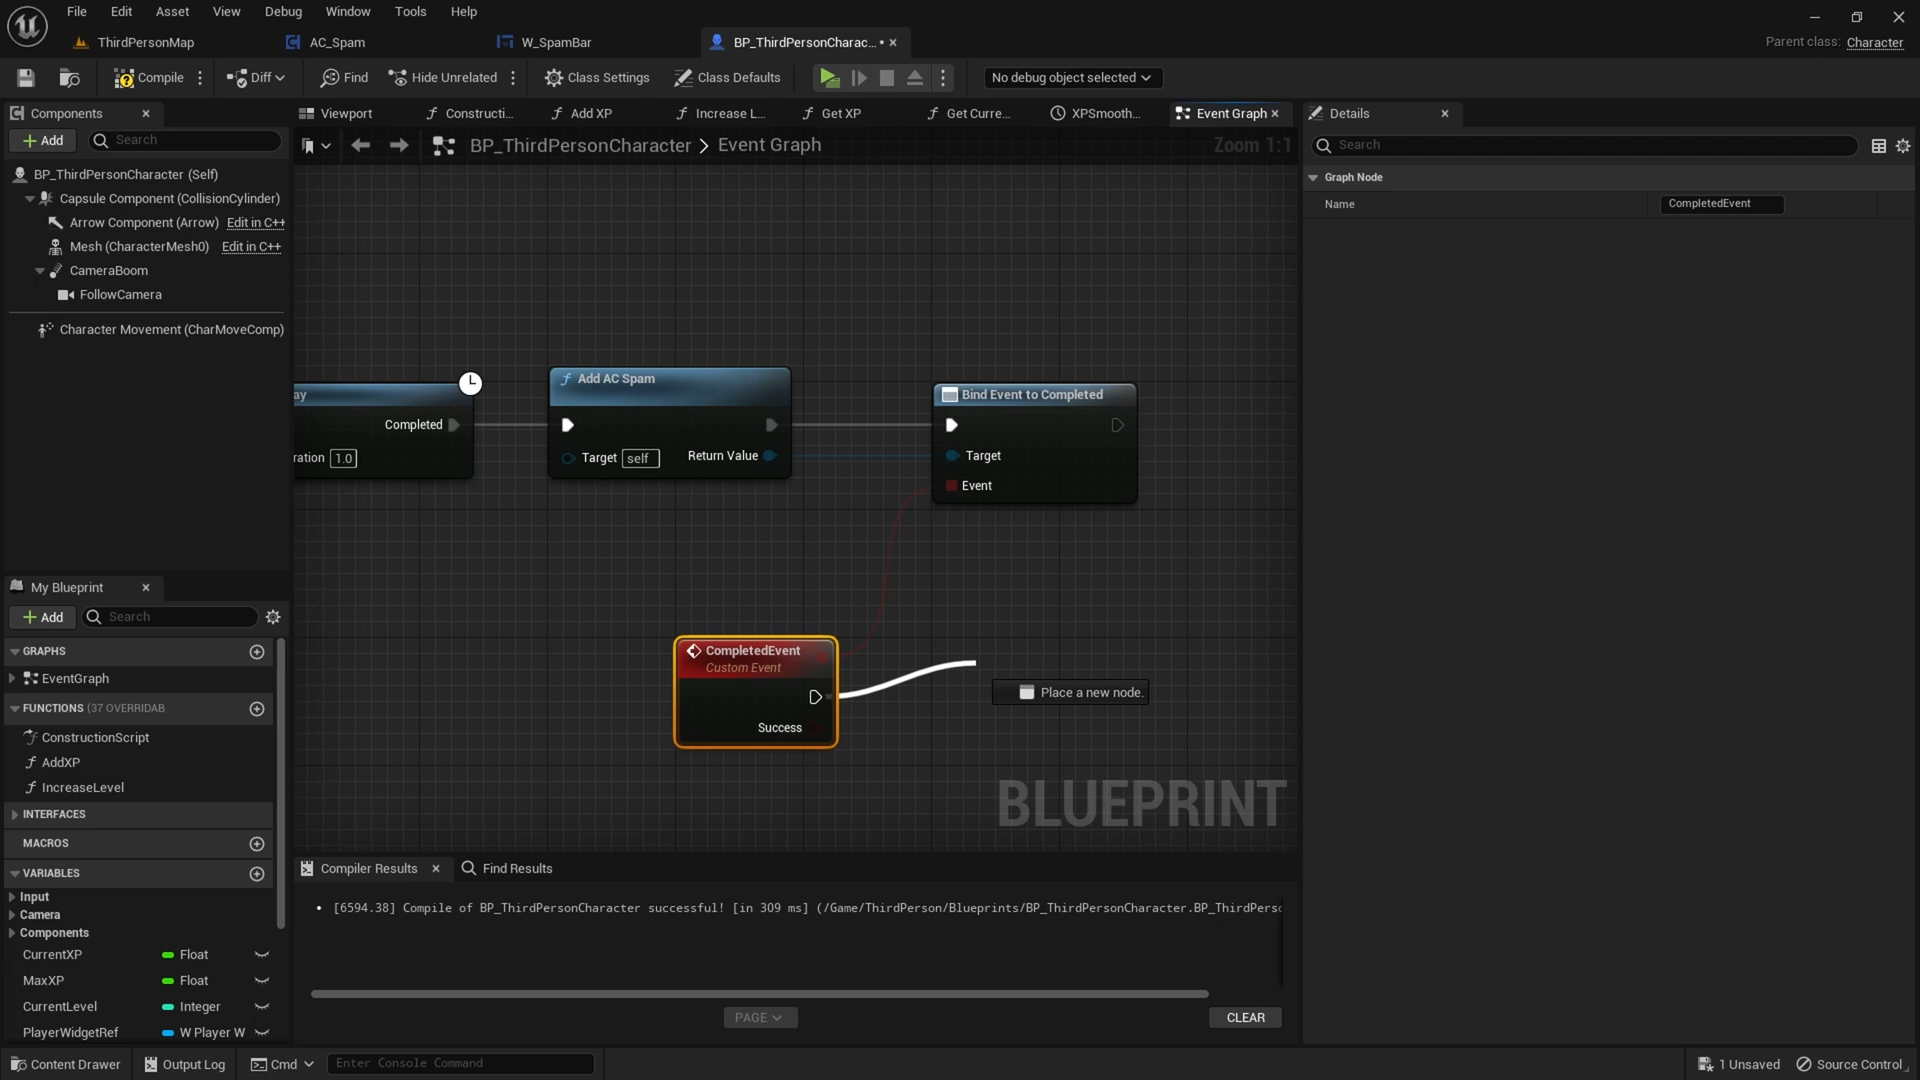 File Edit Asset View Debug Window Tools Help
ThirdPersonMap AC_Spam W_SpamBar BP_ThirdPersonCharac... •
Parent class: Character
Compile Diff Find Hide Unrelated Class Settings Class Defaults No debug object selected
Components
Add Search
BP_ThirdPersonCharacter (Self)
Capsule Component (CollisionCylinder)
Arrow Component (Arrow) Edit in C++
Mesh (CharacterMesh0) Edit in C++
CameraBoom
FollowCamera
Character Movement (CharMoveComp)
My Blueprint
Add Search
GRAPHS
EventGraph
FUNCTIONS (37 OVERRIDAB
ConstructionScript
AddXP
IncreaseLevel
INTERFACES
MACROS
VARIABLES
Input
Camera
Components
CurrentXP Float
MaxXP Float
CurrentLevel Integer
PlayerWidgetRef W Player W
Viewport Constructi... Add XP Increase L... Get XP Get Curre... XPSmooth... Event Graph
BP_ThirdPersonCharacter > Event Graph
Zoom 1:1
ay
Completed
ration 1.0
Add AC Spam
Target self Return Value
Bind Event to Completed
Target
Event
CompletedEvent
Custom Event
Success
Place a new node.
BLUEPRINT
Compiler Results Find Results
• [6594.38] Compile of BP_ThirdPersonCharacter successful! [in 309 ms] (/Game/ThirdPerson/Blueprints/BP_ThirdPersonCharacter.BP_ThirdPerso
PAGE CLEAR
Details
Search
Graph Node
Name CompletedEvent
Content Drawer Output Log Cmd Enter Console Command 1 Unsaved Source Control